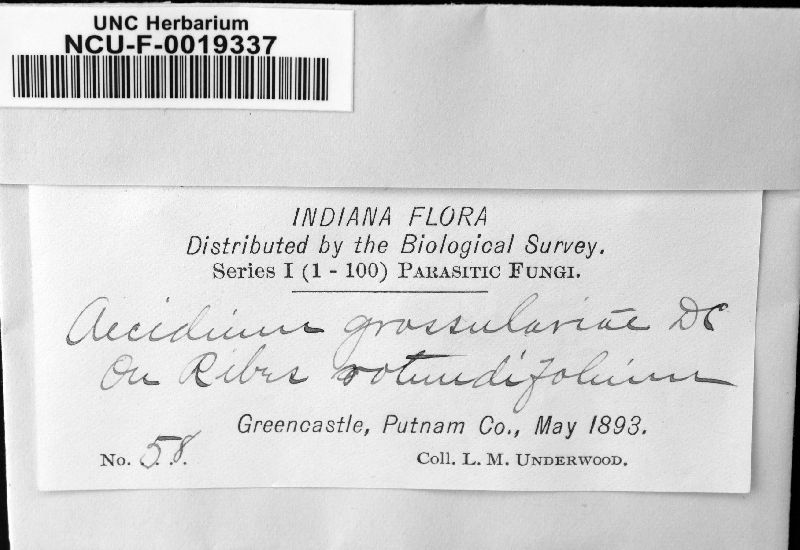 UNC Herbarium
NCU-F-0019337
INDIANA FLORA
Distributed by the Biological Survey.
Series I (1 - 100) Parasitic Fungi.
Aecidium grossulariae DC
On Ribes rotundifolium
Greencastle, Putnam Co., May 1893.
No. 58. Coll. L. M. Underwood.